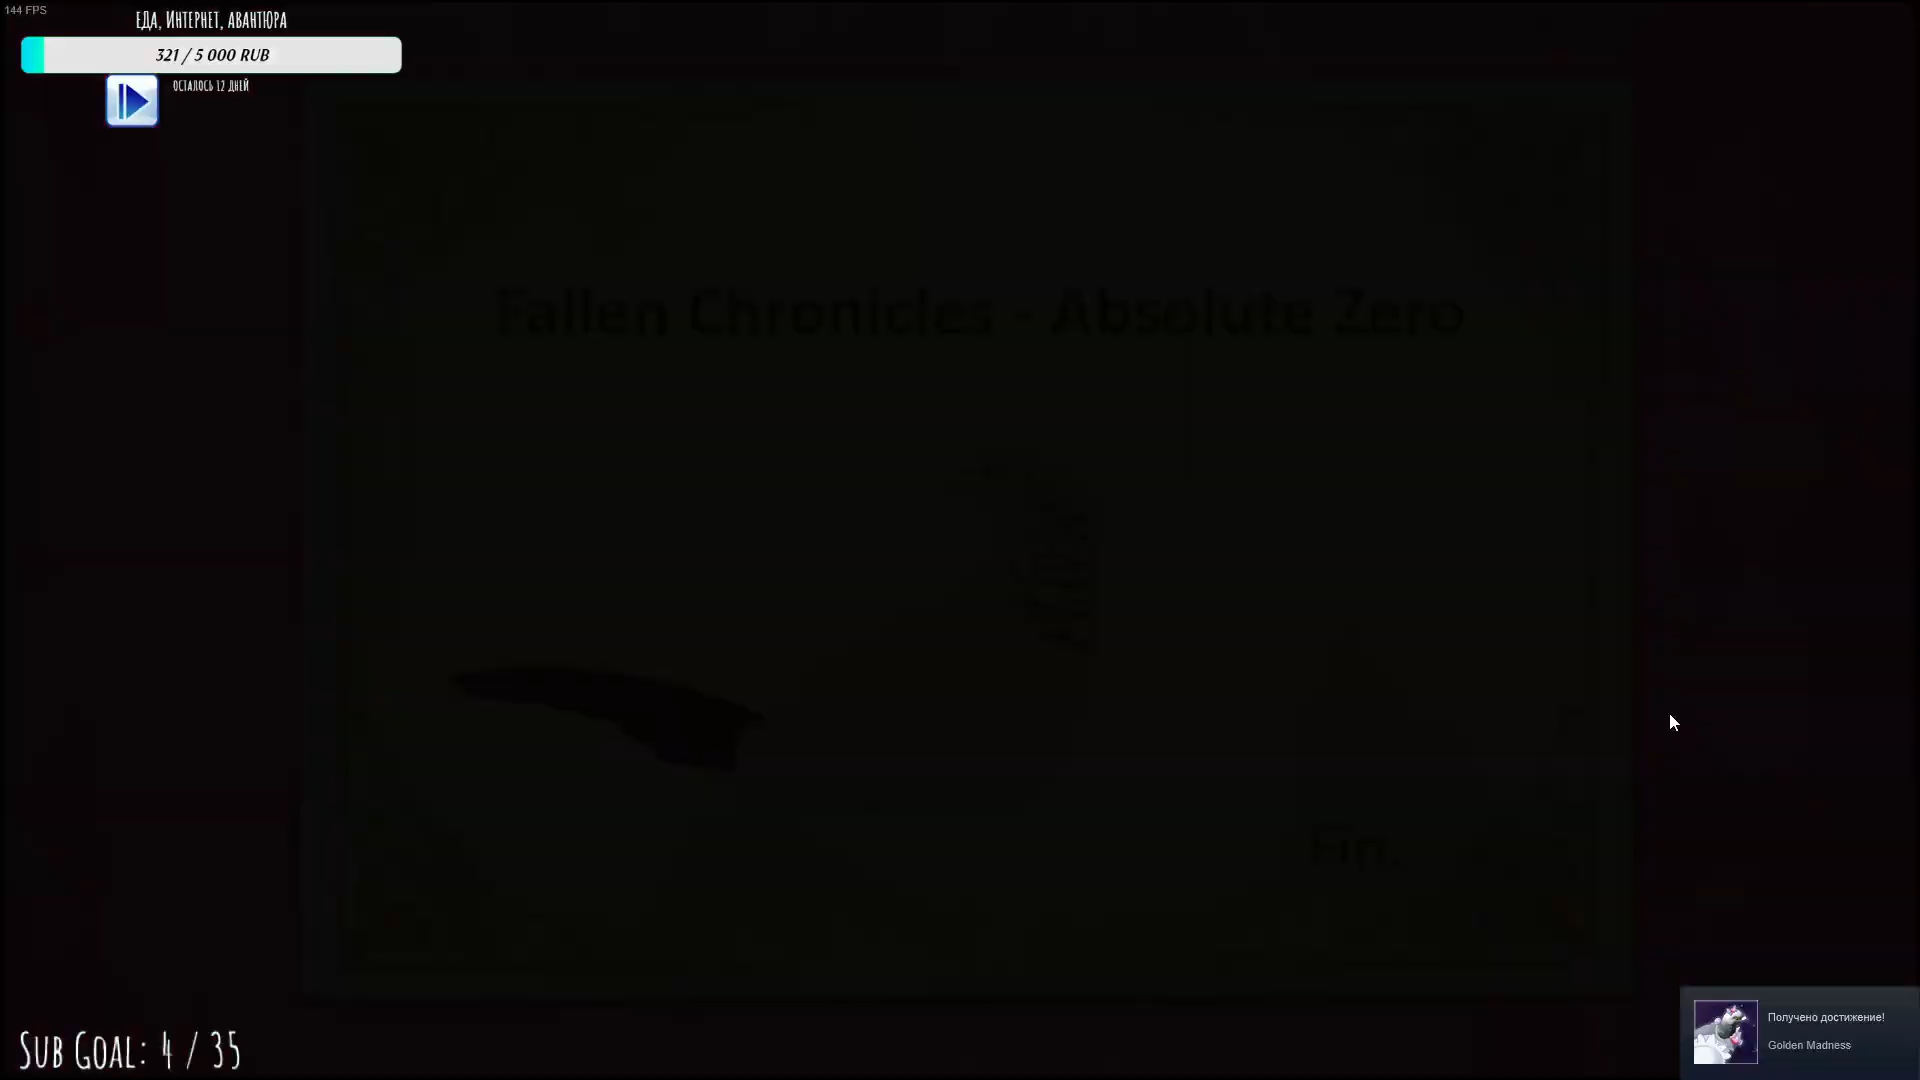 144 FPS
ЕДА, ИНТЕРНЕТ, АВАНТЮРА
321 / 5 000 RUB
ОСТАЛОСЬ 12 ДНЕЙ
Fallen Chronicles - Absolute Zero
Fin.
SUB GOAL: 4 / 35
Получено достижение!
Golden Madness